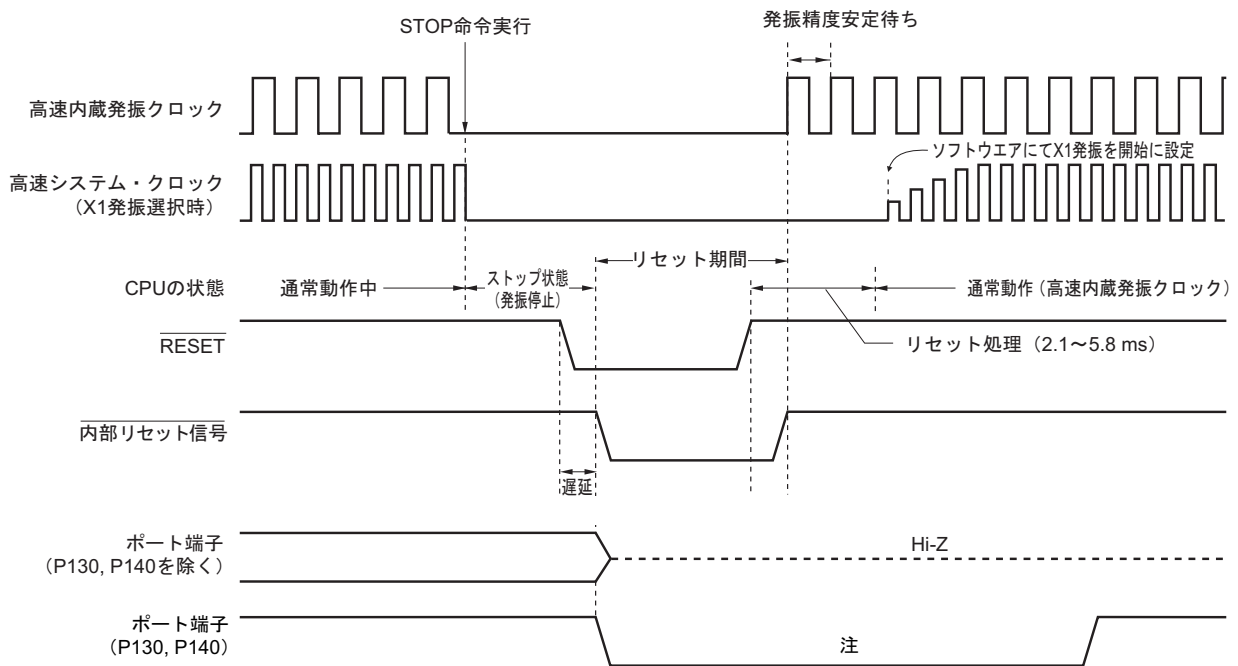 STOP命令実行
発振精度安定待ち
高速内蔵発振クロック
ソフトウエアにてX1発振を開始に設定
高速システム・クロック
（X1発振選択時）
リセット期間
CPUの状態
通常動作中
ストップ状態
（発振停止）
通常動作（高速内蔵発振クロック）
RESET
リセット処理（2.1～5.8 ms）
内部リセット信号
遅延
ポート端子
（P130, P140を除く）
Hi-Z
ポート端子
（P130, P140）
注